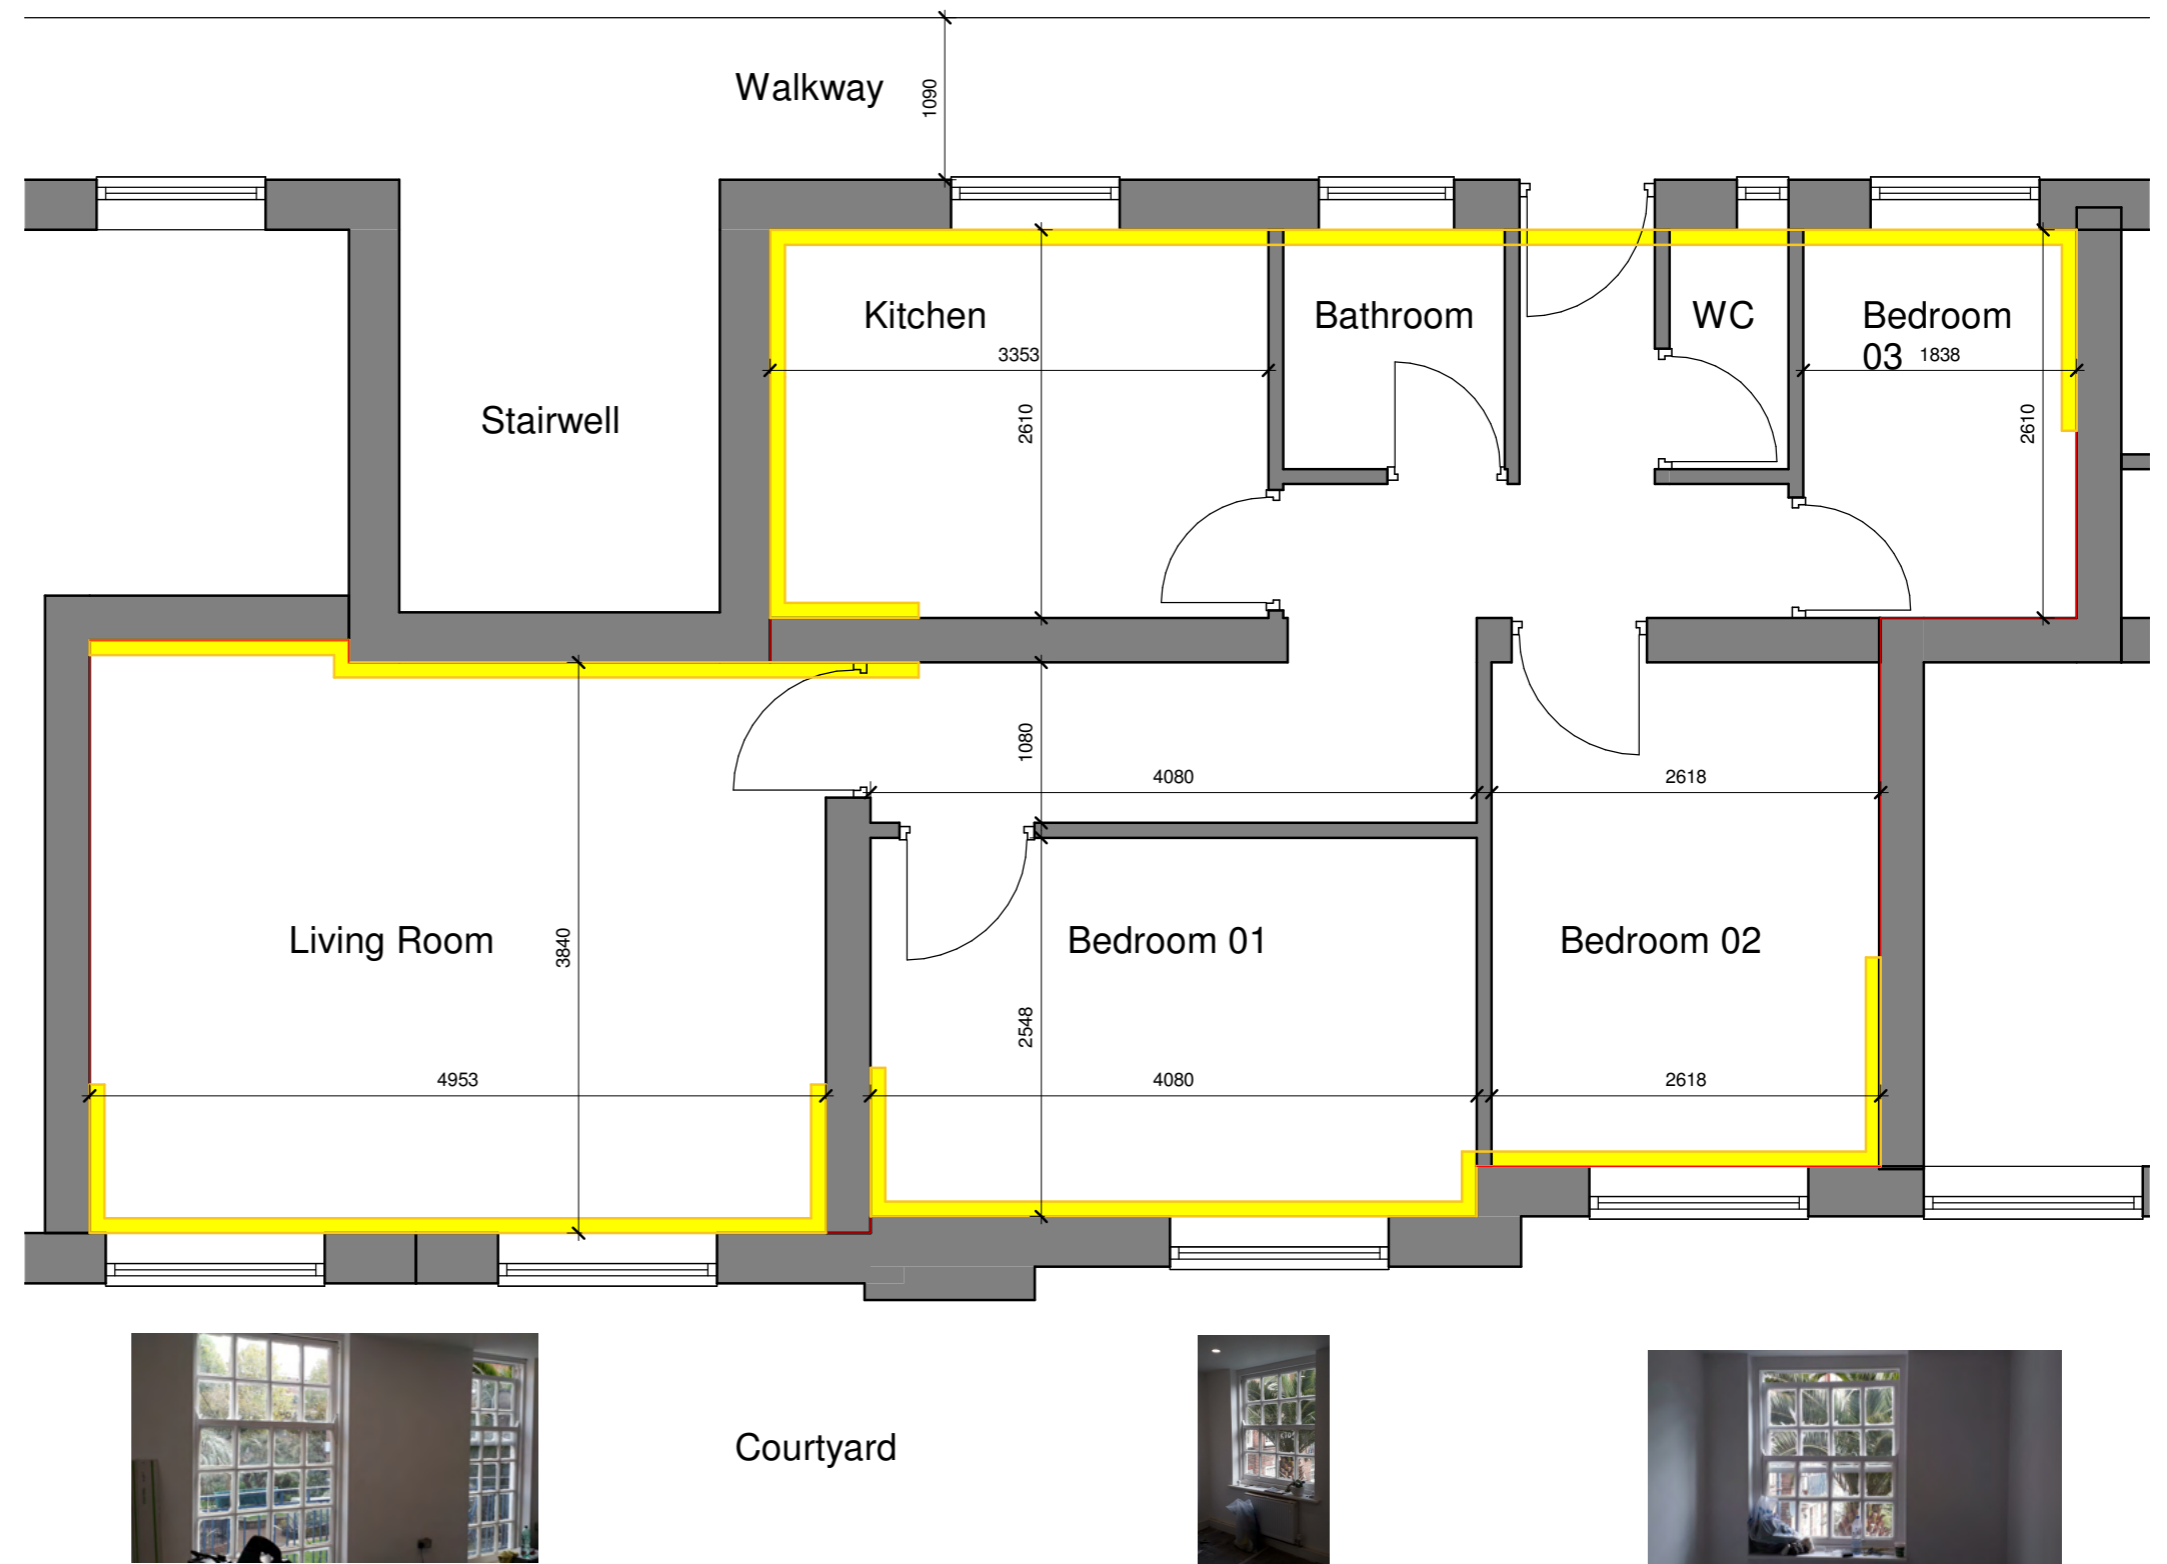 Walkway
1090
Kitchen
Bathroom
WC
Bedroom
03
3353
1838
2610
2610
Stairwell
1080
4080
2618
Living Room
3840
Bedroom 01
Bedroom 02
2548
4953
4080
2618
Courtyard